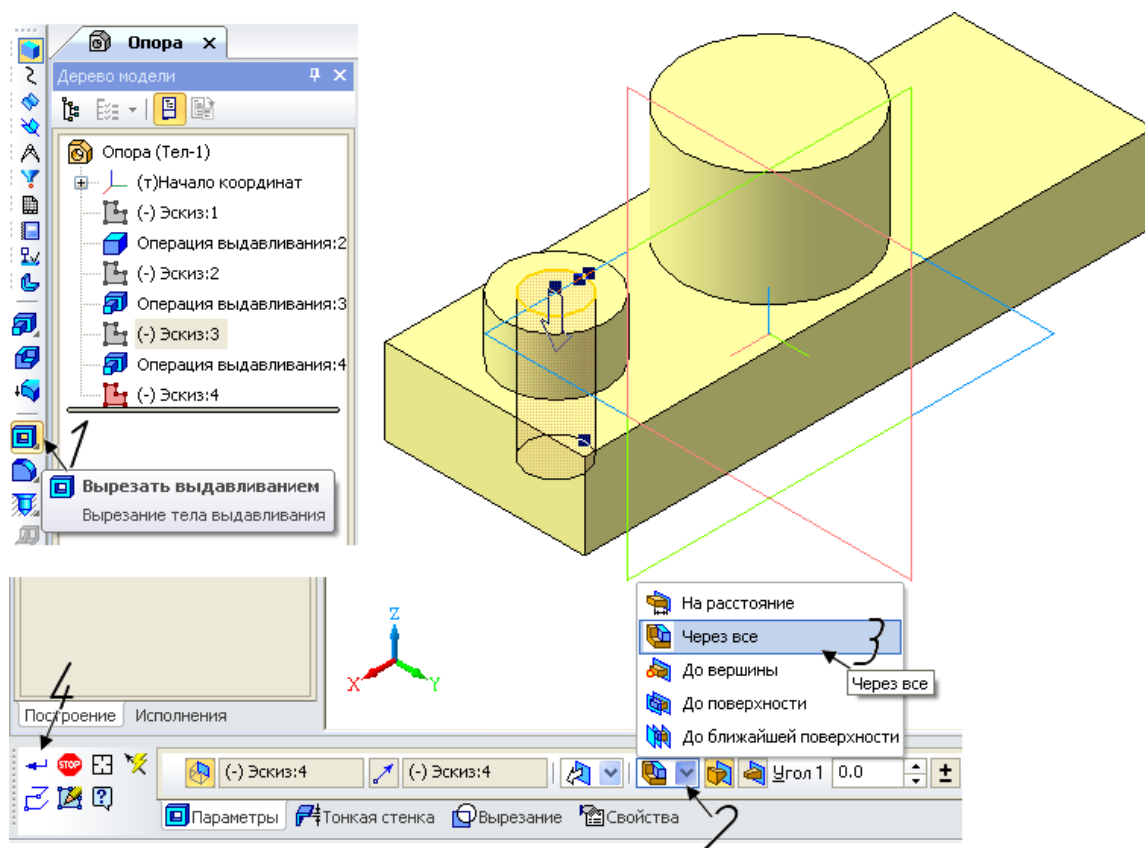 Опора X
Дерево модели
Опора (Тел-1)
(т)Начало координат
(-) Эскиз:1
Операция выдавливания:2
(-) Эскиз:2
Операция выдавливания:3
(-) Эскиз:3
Операция выдавливания:4
(-) Эскиз:4
1
Вырезать выдавливанием
Вырезание тела выдавливания
Z
X
Y
На расстояние
Через все
3
До вершины
Через все
До поверхности
До ближайшей поверхности
4
Построение Исполнения
STOP (-) Эскиз:4 (-) Эскиз:4 Угол 1 0.0 ±
Параметры Тонкая стенка Вырезание Свойства
2